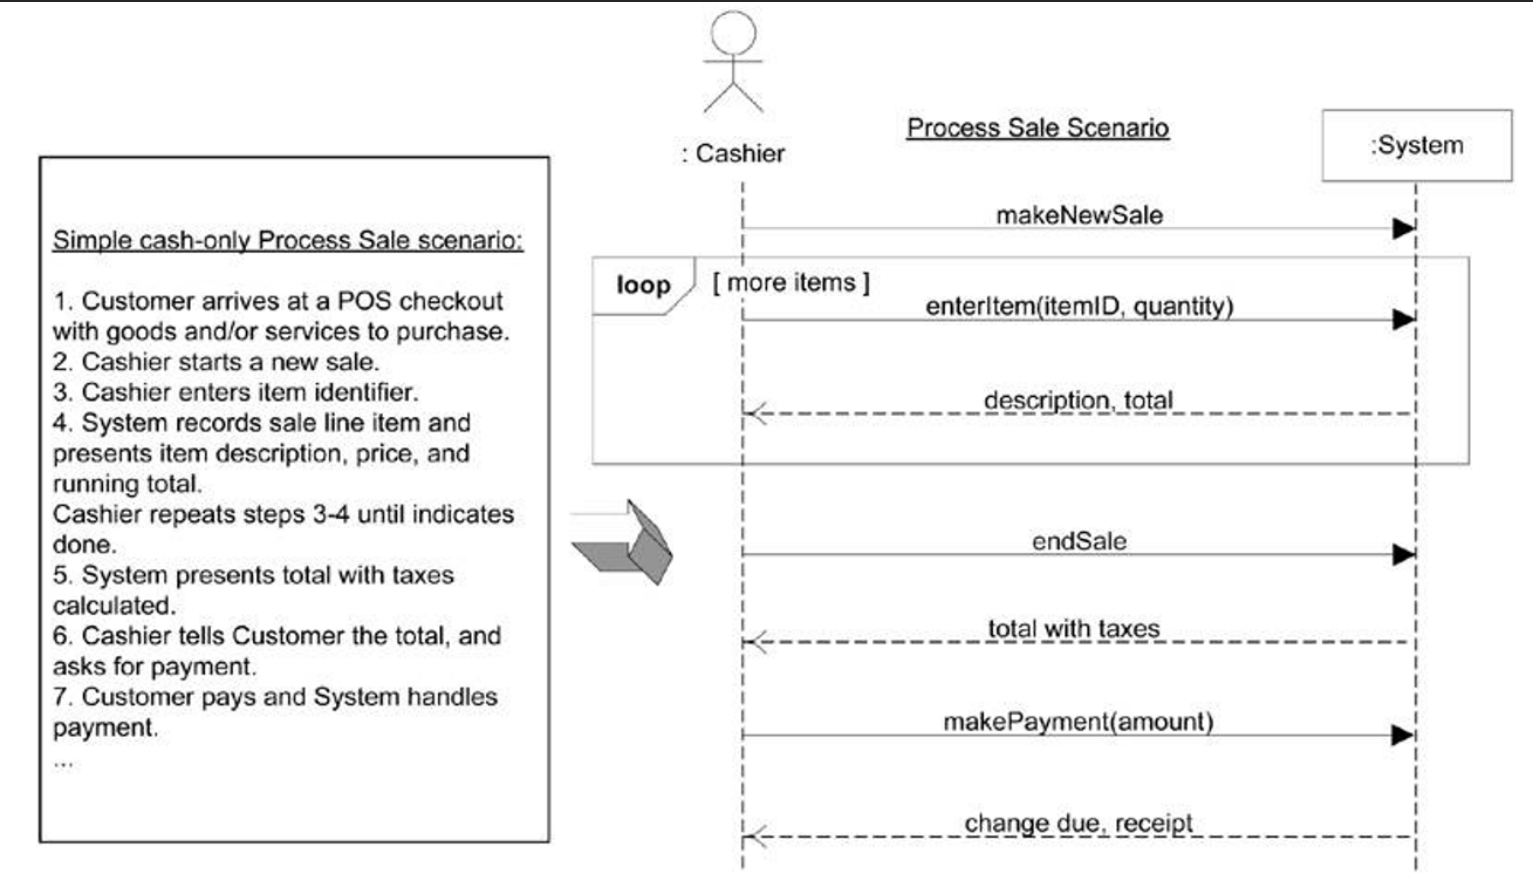 Simple cash-only Process Sale scenario:
1. Customer arrives at a POS checkout
with goods and/or services to purchase.
2. Cashier starts a new sale.
3. Cashier enters item identifier.
4. System records sale line item and
presents item description, price, and
running total.
Cashier repeats steps 3-4 until indicates
done.
5. System presents total with taxes
calculated.
6. Cashier tells Customer the total, and
asks for payment.
7. Customer pays and System handles
payment.
...
: Cashier
Process Sale Scenario
:System
makeNewSale
loop
[ more items ]
enterItem(itemID, quantity)
description, total
endSale
total with taxes
makePayment(amount)
change due, receipt